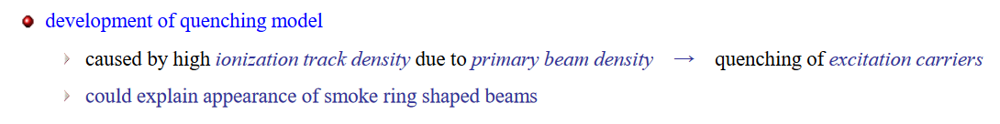 development of quenching model
caused by high ionization track density due to primary beam density → quenching of excitation carriers
could explain appearance of smoke ring shaped beams